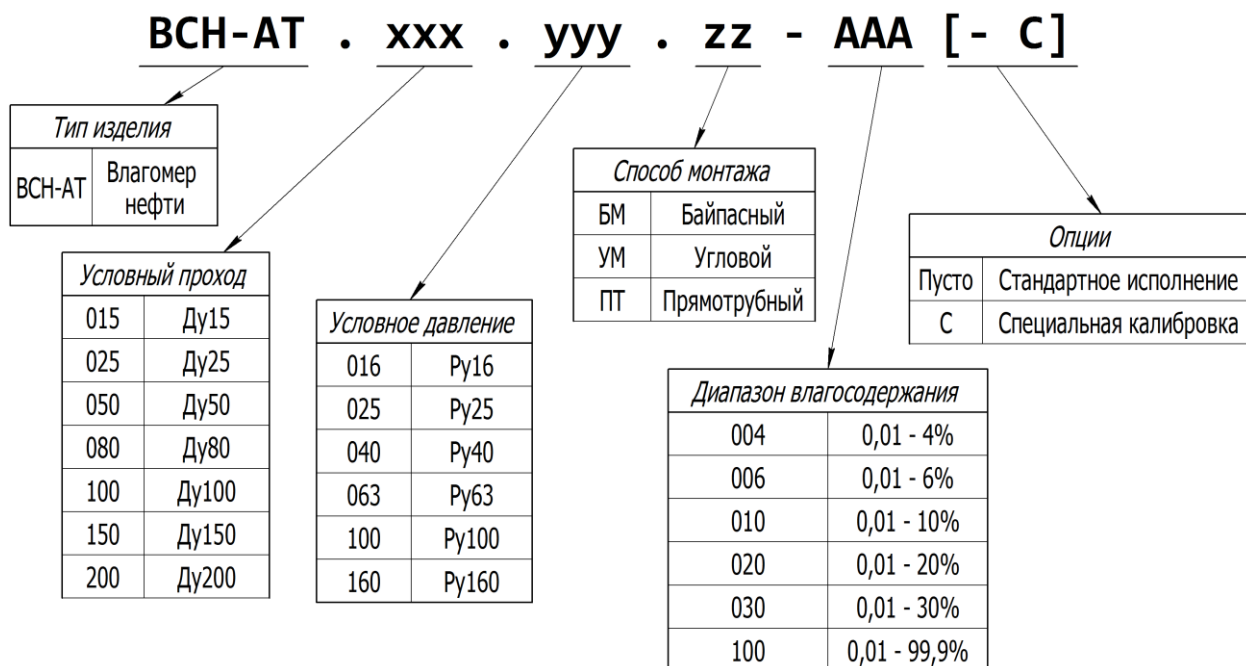 ВСН-АТ . xxx . yyy . zz - AAA [- C]
Тип изделия
ВСН-АТ Влагомер
нефти
Условный проход
015 Ду15
025 Ду25
050 Ду50
080 Ду80
100 Ду100
150 Ду150
200 Ду200
Условное давление
016 Ру16
025 Ру25
040 Ру40
063 Ру63
100 Ру100
160 Ру160
Способ монтажа
БМ Байпасный
УМ Угловой
ПТ Прямотрубный
Диапазон влагосодержания
004 0,01 - 4%
006 0,01 - 6%
010 0,01 - 10%
020 0,01 - 20%
030 0,01 - 30%
100 0,01 - 99,9%
Опции
Пусто Стандартное исполнение
С Специальная калибровка